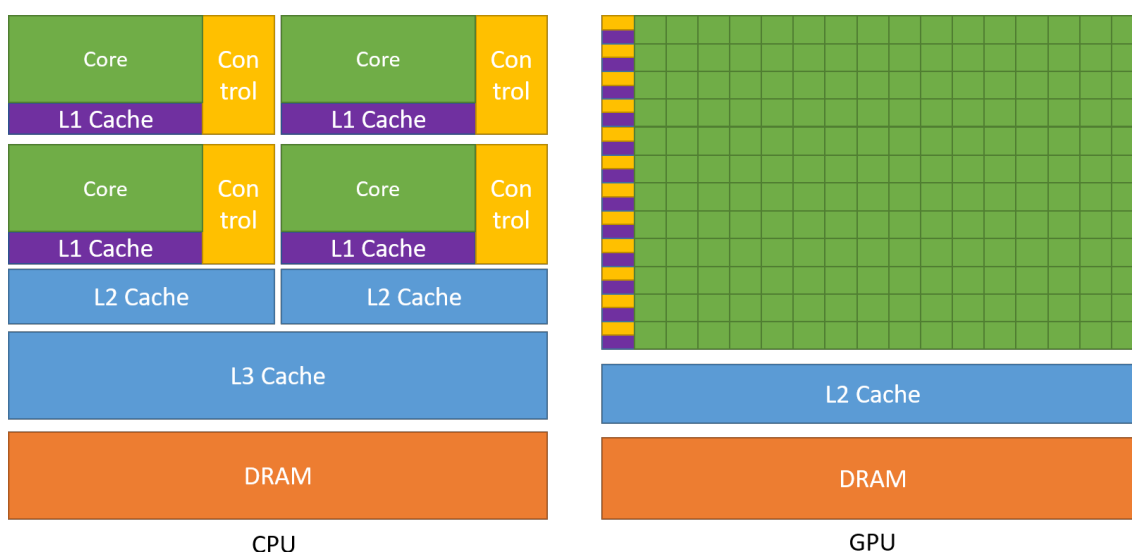 Core
Con
trol
L1 Cache
Core
Con
trol
L1 Cache
Core
Con
trol
L1 Cache
Core
Con
trol
L1 Cache
L2 Cache
L2 Cache
L3 Cache
DRAM
CPU
L2 Cache
DRAM
GPU